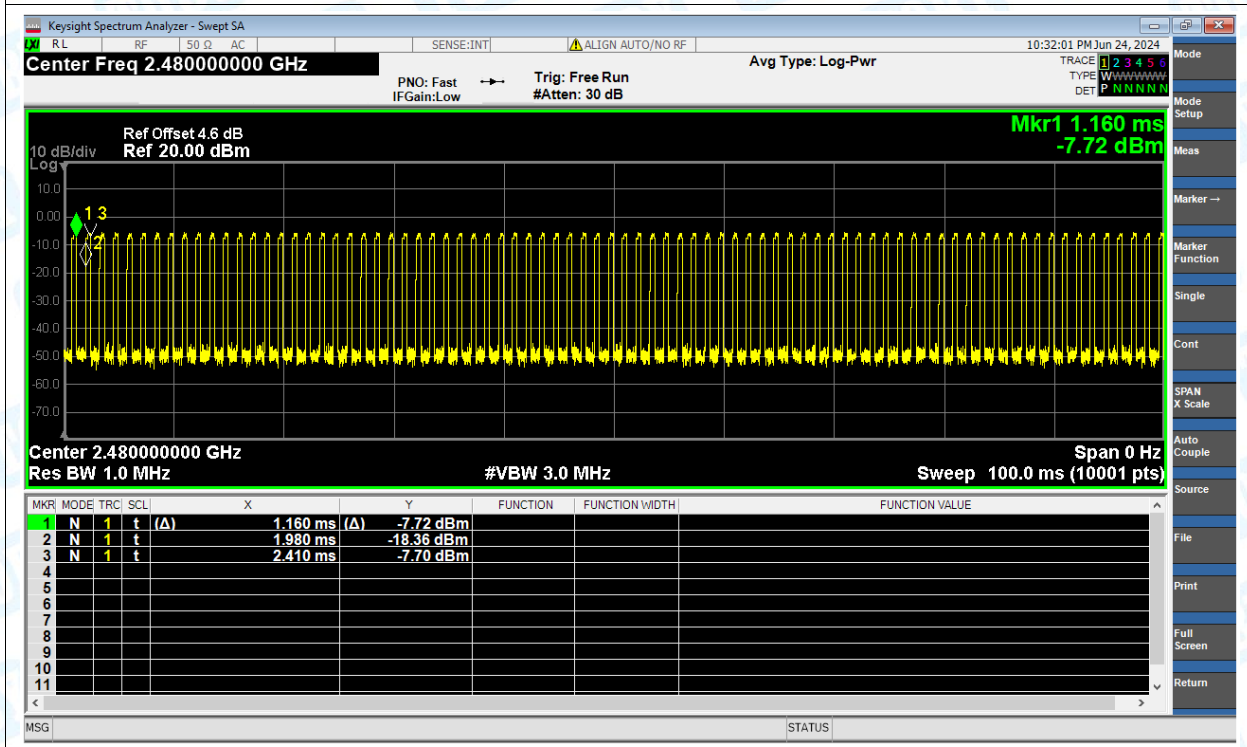 Keysight Spectrum Analyzer - Swept SA
LXI RL RF 50 Ω AC SENSE:INT ALIGN AUTO/NO RF 10:32:01 PM Jun 24, 2024
Center Freq 2.480000000 GHz
PNO: Fast
IFGain:Low
Trig: Free Run
#Atten: 30 dB
Avg Type: Log-Pwr
TRACE 1 2 3 4 5 6
TYPE WWWWWW
DET P N N N N N
Mkr1 1.160 ms
-7.72 dBm
Ref Offset 4.6 dB
10 dB/div Ref 20.00 dBm
Log
10.0
0.00
-10.0
-20.0
-30.0
-40.0
-50.0
-60.0
-70.0
1 3
2
Center 2.480000000 GHz Span 0 Hz
Res BW 1.0 MHz #VBW 3.0 MHz Sweep 100.0 ms (10001 pts)
MKR MODE TRC SCL X Y FUNCTION FUNCTION WIDTH FUNCTION VALUE
1 N 1 t (Δ) 1.160 ms (Δ) -7.72 dBm
2 N 1 t 1.980 ms -18.36 dBm
3 N 1 t 2.410 ms -7.70 dBm
4
5
6
7
8
9
10
11
MSG STATUS
Mode
Mode
Setup
Meas
Marker →
Marker
Function
Single
Cont
SPAN
X Scale
Auto
Couple
Source
File
Print
Full
Screen
Return